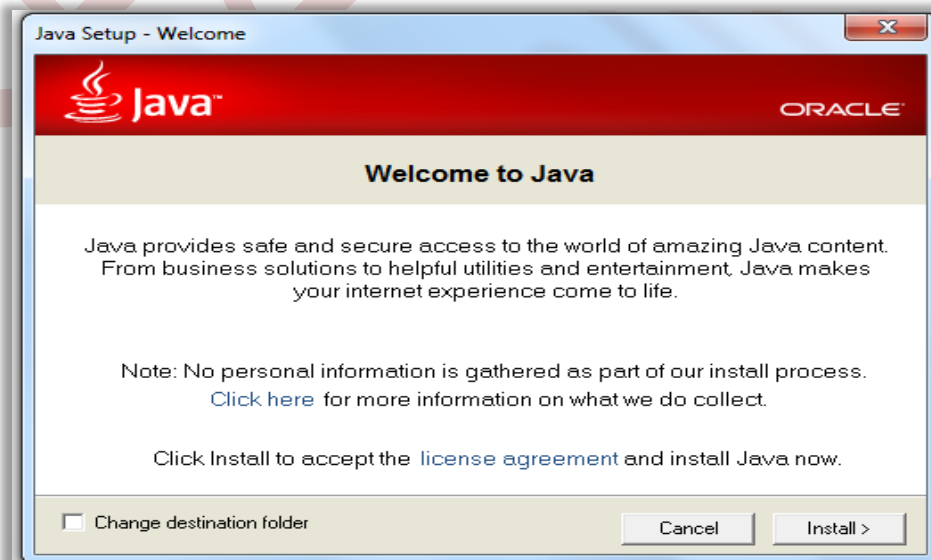 Java Setup - Welcome
Java™
ORACLE
Welcome to Java
Java provides safe and secure access to the world of amazing Java content.
From business solutions to helpful utilities and entertainment, Java makes
your internet experience come to life.
Note: No personal information is gathered as part of our install process.
Click here for more information on what we do collect.
Click Install to accept the license agreement and install Java now.
Change destination folder
Cancel
Install >